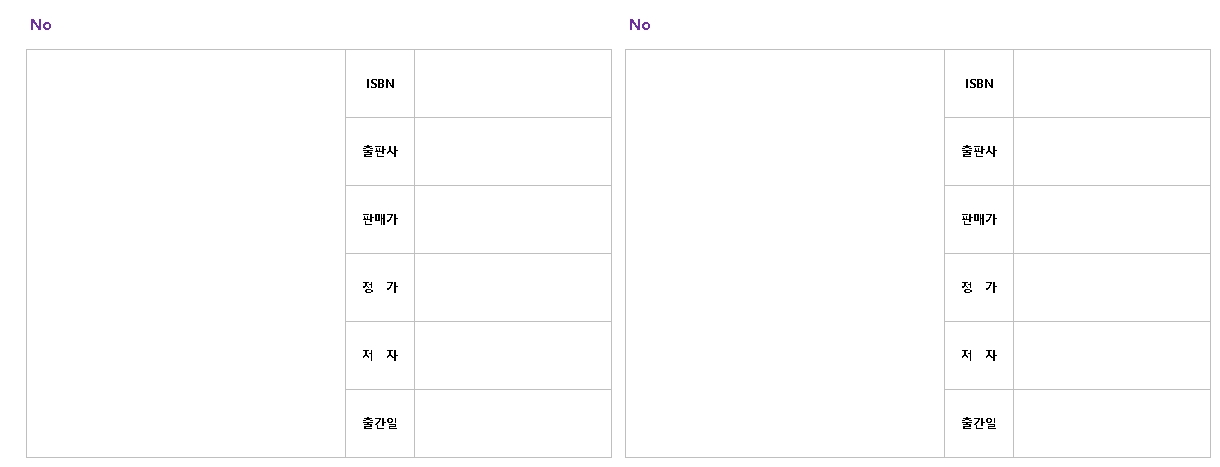 No
ISBN
출판사
판매가
정 가
저 자
출간일
No
ISBN
출판사
판매가
정 가
저 자
출간일